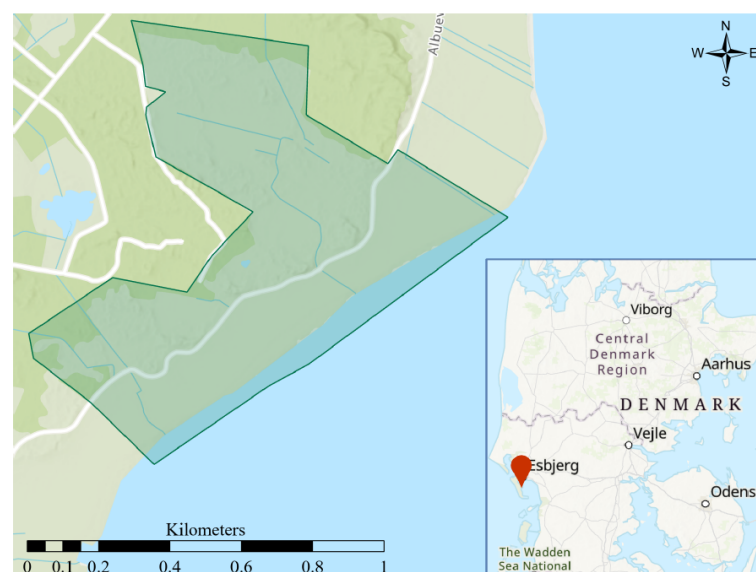 Albuev
N
W
E
S
Kilometers
0
0.1
0.2
0.4
0.6
0.8
1
Viborg
Central
Denmark
Region
Aarhus
DENMARK
Vejle
Esbjerg
Odens
The Wadden
Sea National